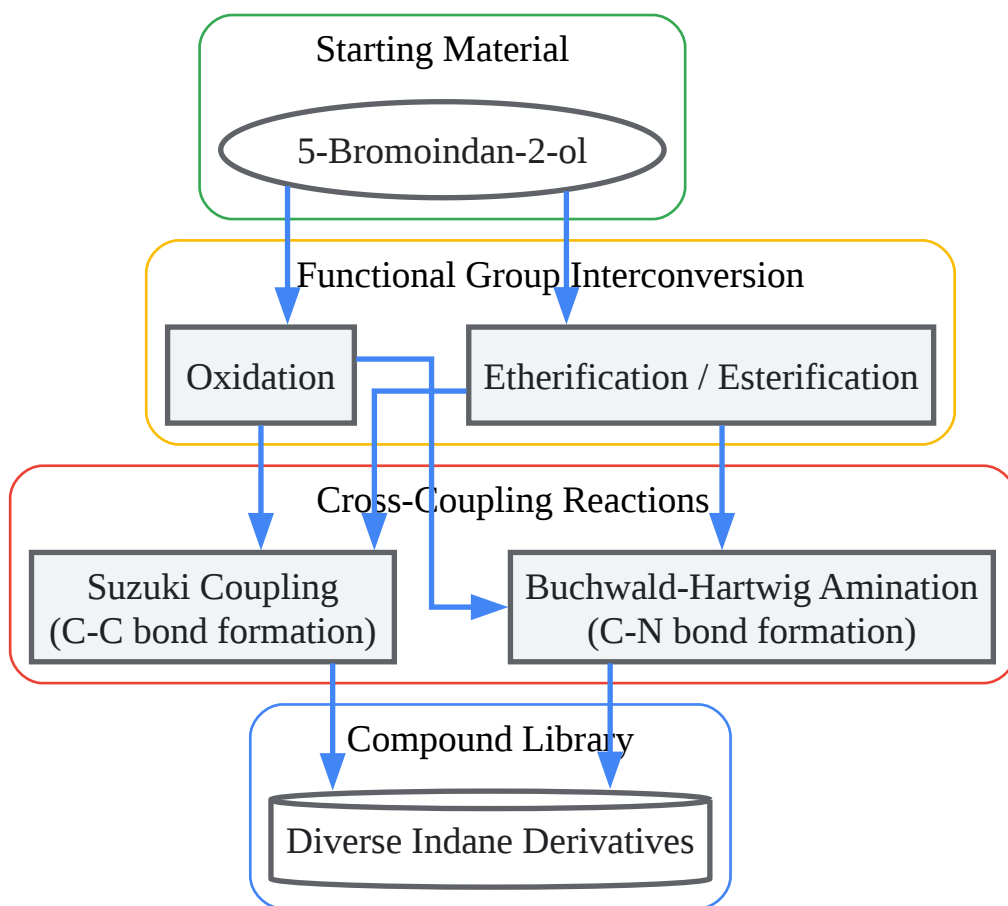 Starting Material
5-Bromoindan-2-ol
Functional Group Interconversion
Oxidation
Etherification / Esterification
Cross-Coupling Reactions
Suzuki Coupling
(C-C bond formation)
Buchwald-Hartwig Amination
(C-N bond formation)
Compound Library
Diverse Indane Derivatives